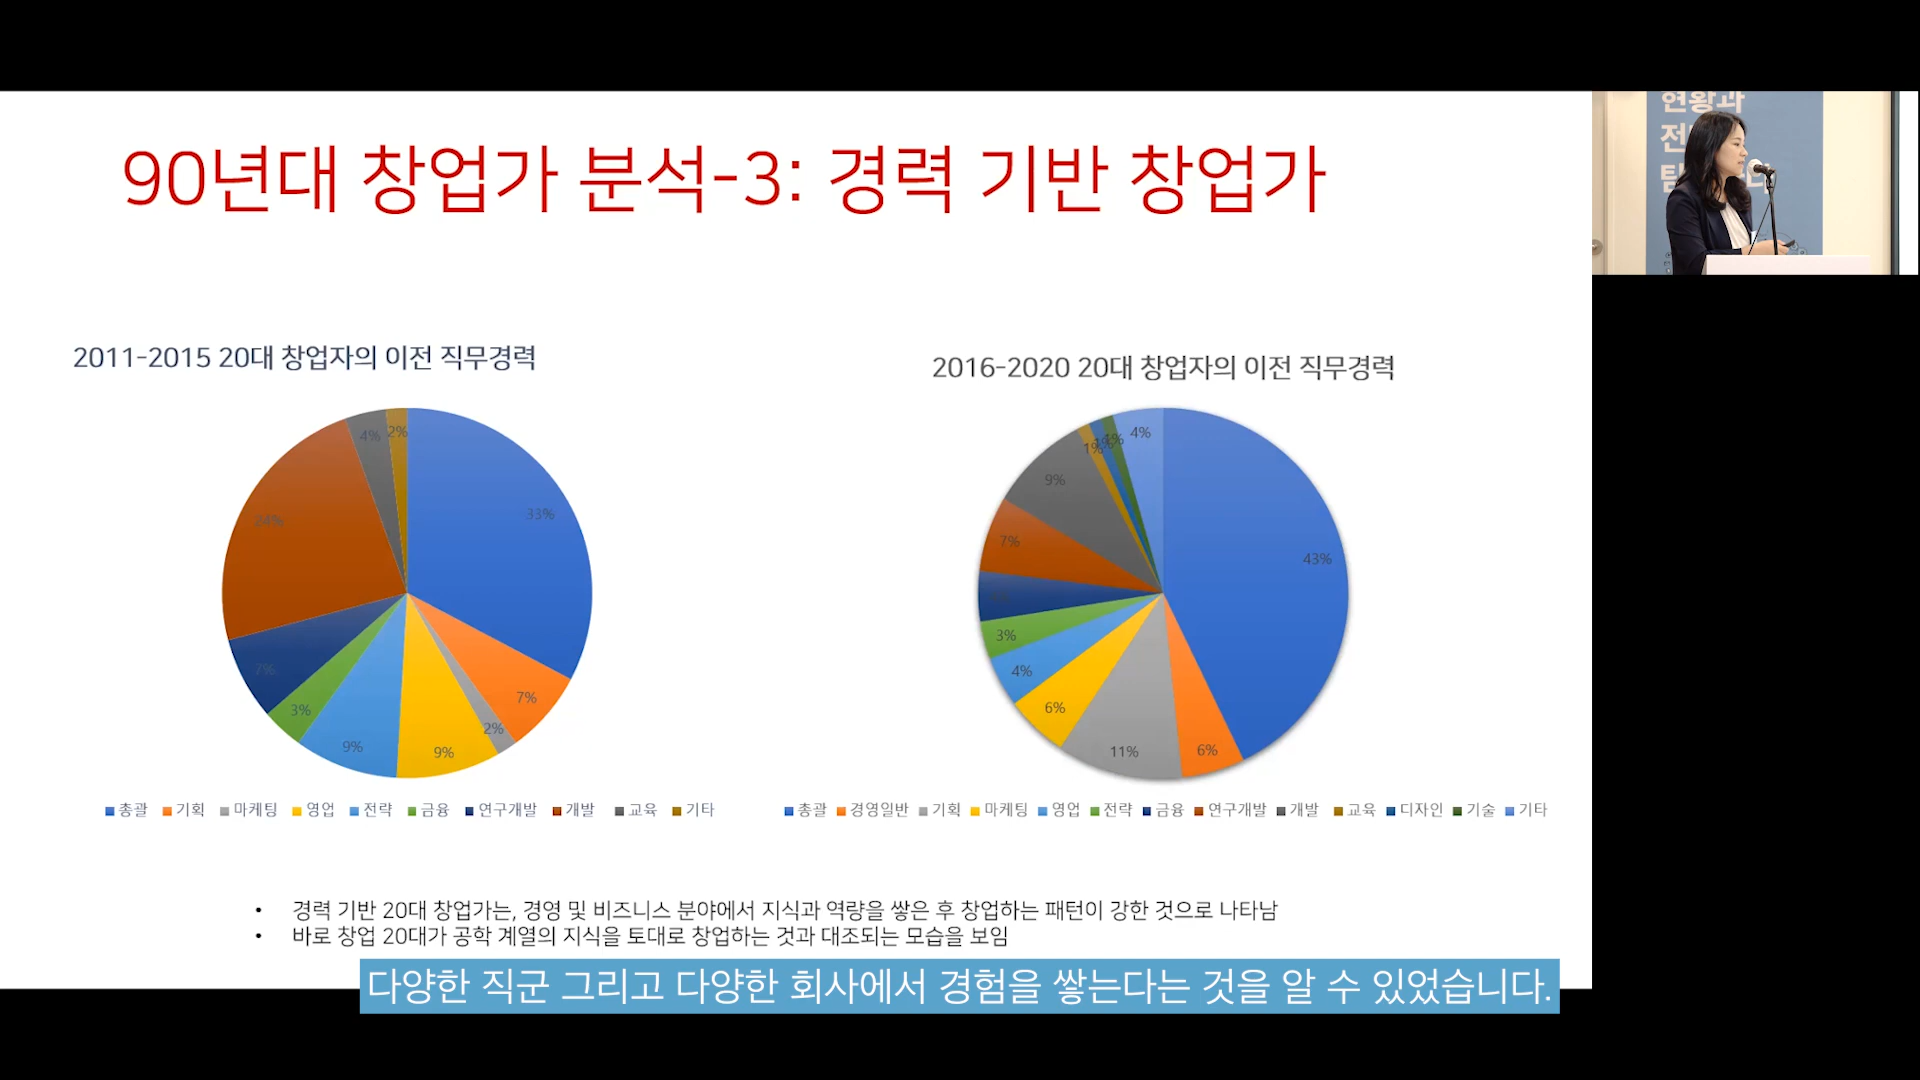 90년대 창업가 분석-3: 경력 기반 창업가
현황과
2011-2015 20대 창업자의 이전 직무경력
33%
7%
2%
9%
9%
3%
7%
24%
4%
2%
총괄 기획 마케팅 영업 전략 금융 연구개발 개발 교육 기타
2016-2020 20대 창업자의 이전 직무경력
43%
6%
11%
6%
4%
3%
7%
9%
1%
1%
1%
4%
총괄 경영일반 기획 마케팅 영업 전략 금융 연구개발 개발 교육 디자인 기술 기타
• 경력 기반 20대 창업가는, 경영 및 비즈니스 분야에서 지식과 역량을 쌓은 후 창업하는 패턴이 강한 것으로 나타남
• 바로 창업 20대가 공학 계열의 지식을 토대로 창업하는 것과 대조되는 모습을 보임
다양한 직군 그리고 다양한 회사에서 경험을 쌓는다는 것을 알 수 있었습니다.